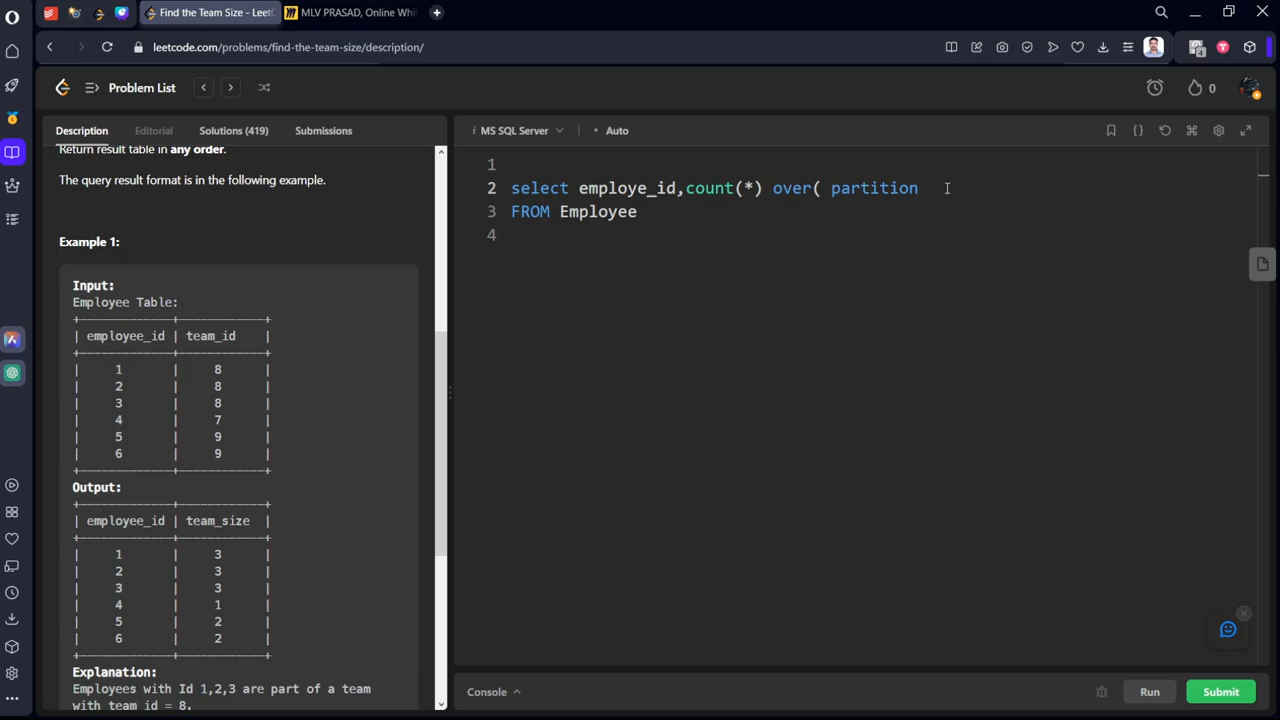 Find the Team Size - LeetC
MLV PRASAD, Online Whi
leetcode.com/problems/find-the-team-size/description/
4
Problem List
0
Description
Editorial
Solutions (419)
Submissions
i MS SQL Server
• Auto
Return result table in any order.
The query result format is in the following example.
Example 1:
Input:
Employee Table:
+-------------+------------+
| employee_id | team_id    |
+-------------+------------+
|     1       |     8      |
|     2       |     8      |
|     3       |     8      |
|     4       |     7      |
|     5       |     9      |
|     6       |     9      |
+-------------+------------+
Output:
+-------------+------------+
| employee_id | team_size  |
+-------------+------------+
|     1       |     3      |
|     2       |     3      |
|     3       |     3      |
|     4       |     1      |
|     5       |     2      |
|     6       |     2      |
+-------------+------------+
Explanation:
Employees with Id 1,2,3 are part of a team
with team_id = 8.
1
2 select employe_id,count(*) over( partition
3 FROM Employee
4
Console
Run
Submit